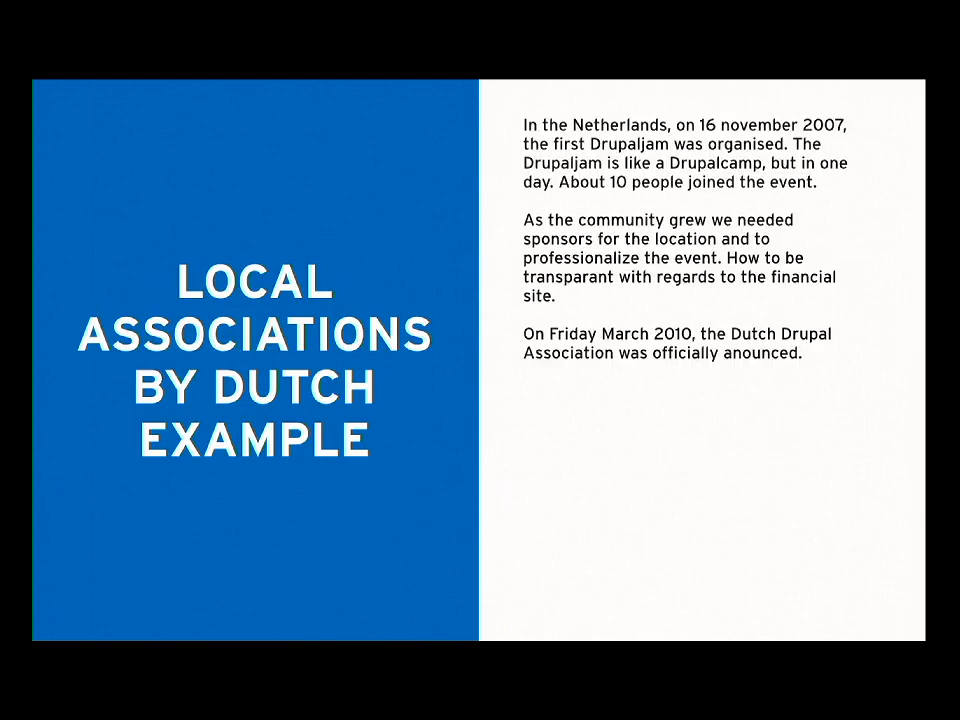 LOCAL
ASSOCIATIONS
BY DUTCH
EXAMPLE
In the Netherlands, on 16 november 2007,
the first Drupaljam was organised. The
Drupaljam is like a Drupalcamp, but in one
day. About 10 people joined the event.
As the community grew we needed
sponsors for the location and to
professionalize the event. How to be
transparant with regards to the financial
site.
On Friday March 2010, the Dutch Drupal
Association was officially anounced.